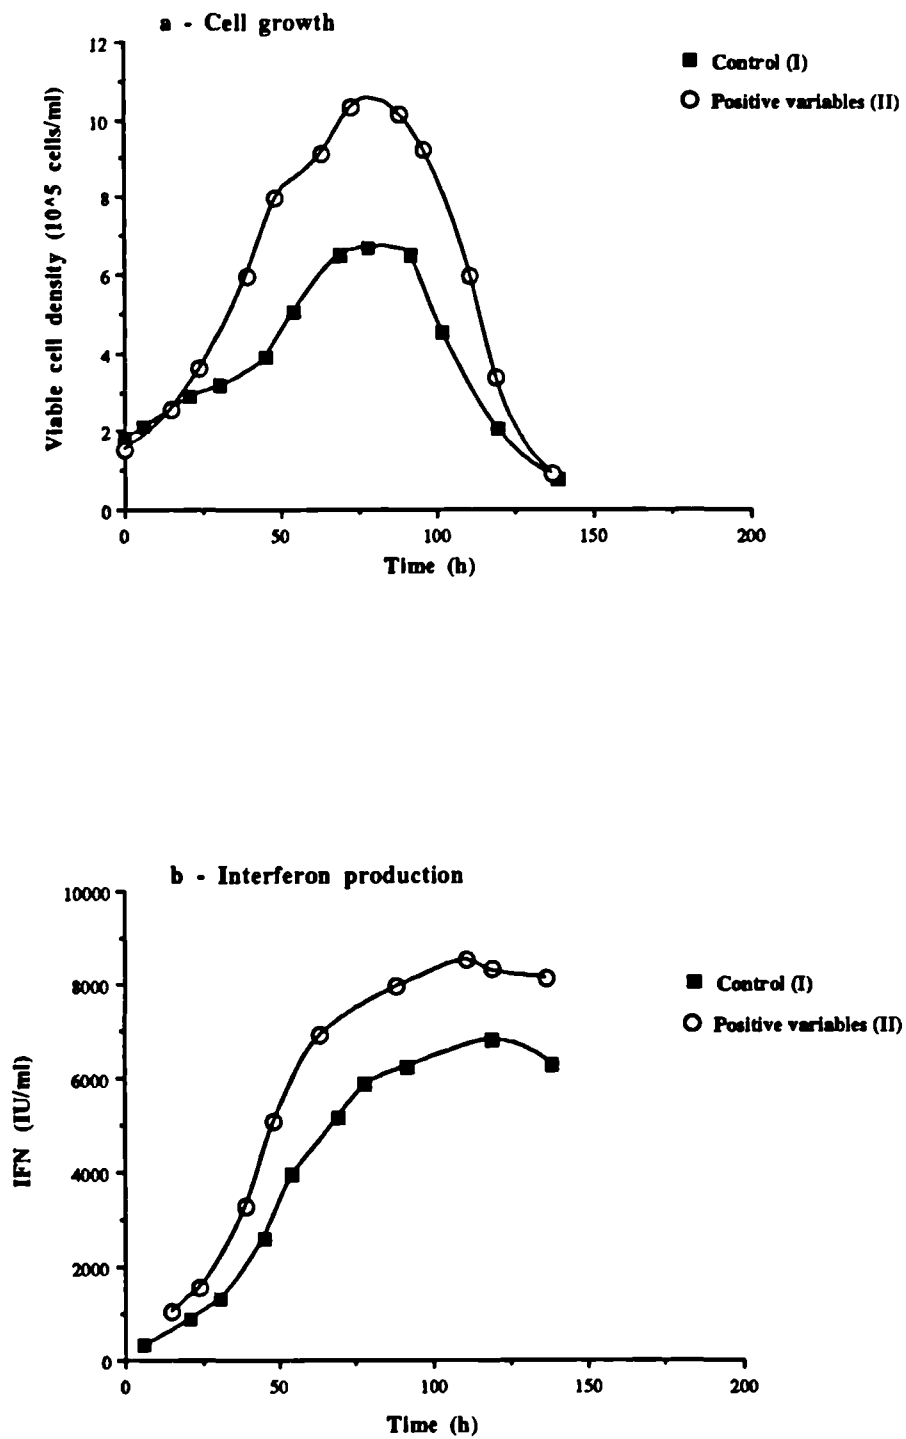 a - Cell growth
12
10
8
6
4
2
0
Viable cell density (10^5 cells/ml)
0 50 100 150 200
Time (h)
Control (I)
Positive variables (II)
b - Interferon production
10000
8000
6000
4000
2000
0
IFN (IU/ml)
0 50 100 150 200
Time (h)
Control (I)
Positive variables (II)